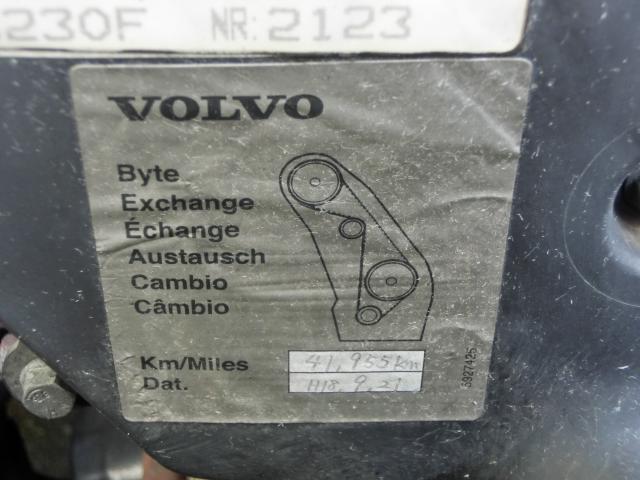 230F NR:2123
VOLVO
Byte
Exchange
Échange
Austausch
Cambio
Câmbio
Km/Miles 41,955km
Dat. H18.9.21